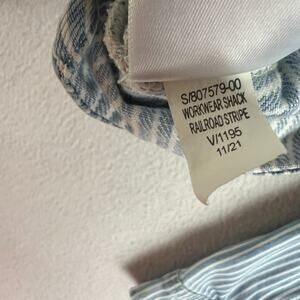 S/807579-00
WORKWEAR SHACK
RAILROAD STRIPE
V/1195
11/21